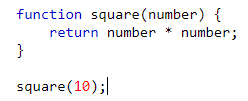 function square(number) {
    return number * number;
}

square(10);